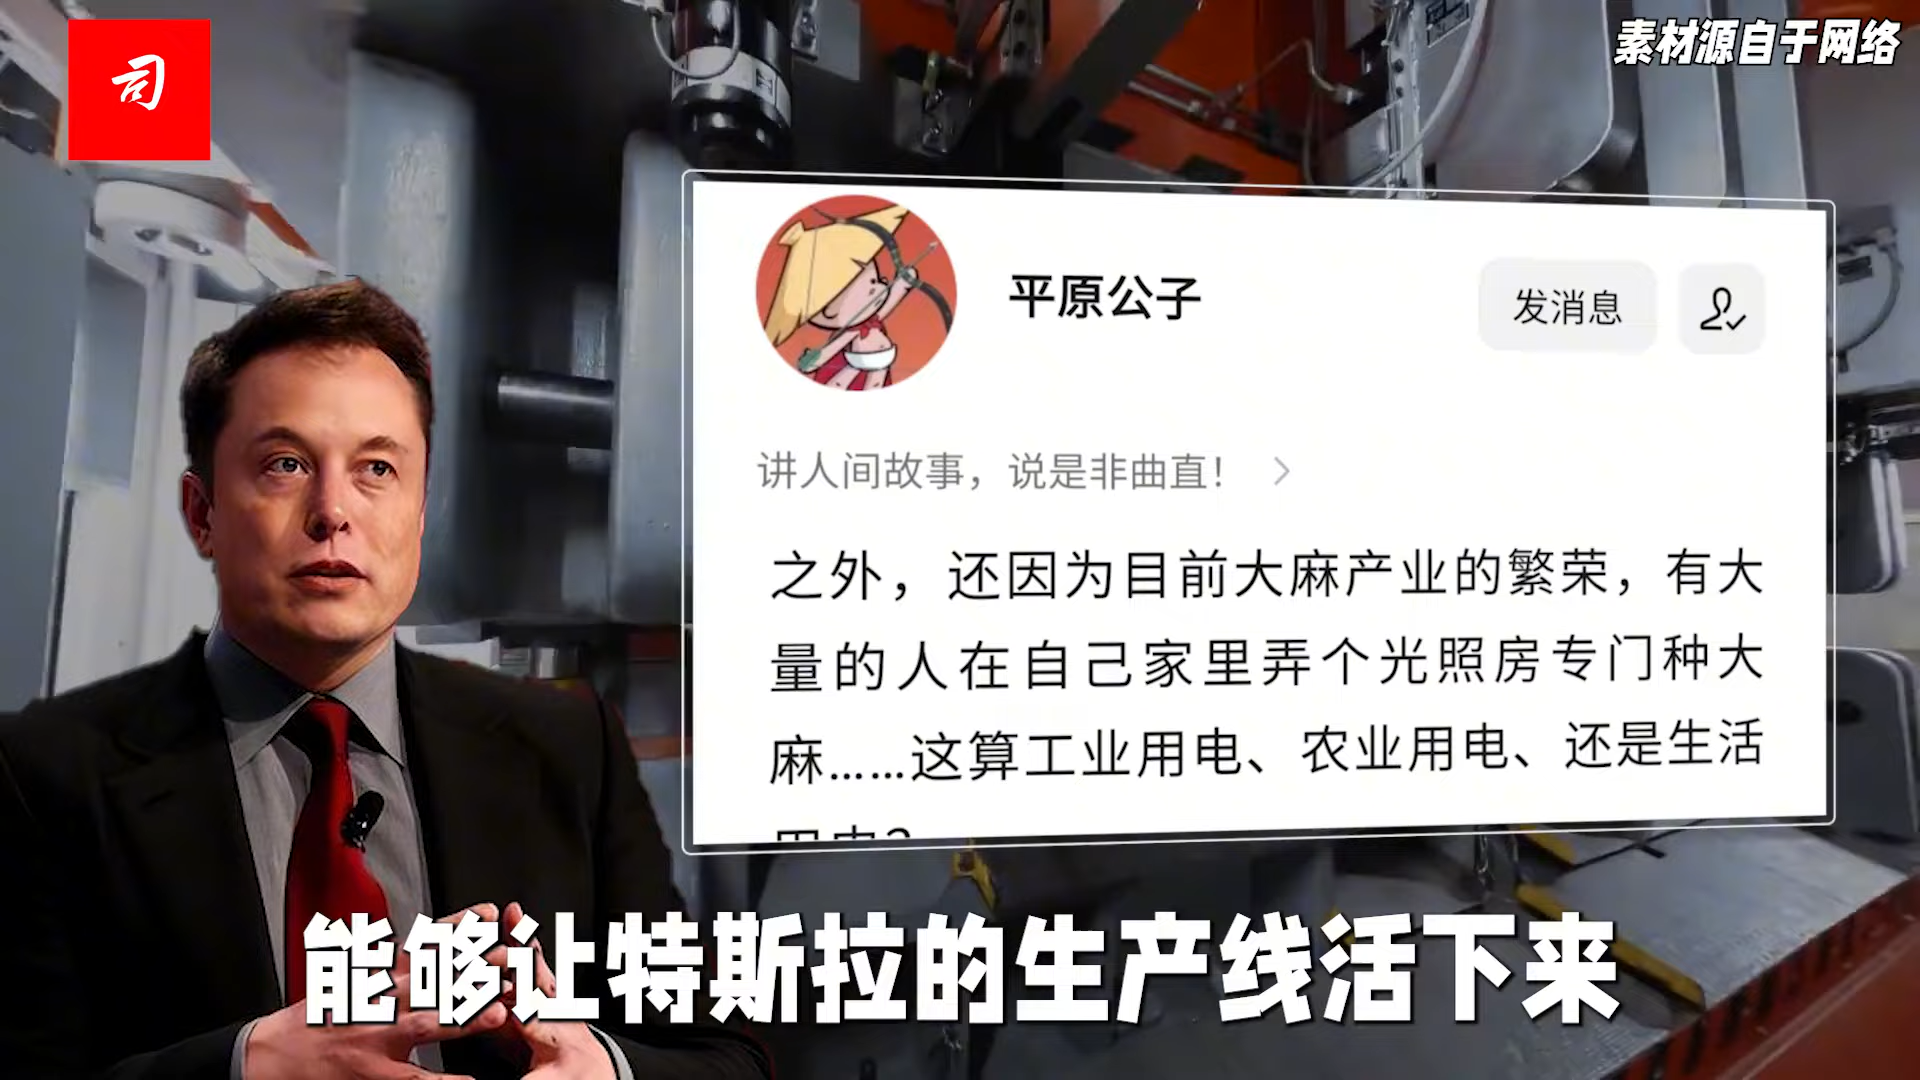 司
素材源自于网络
平原公子
发消息
讲人间故事，说是非曲直！
之外，还因为目前大麻产业的繁荣，有大
量的人在自己家里弄个光照房专门种大
麻……这算工业用电、农业用电、还是生活
能够让特斯拉的生产线活下来